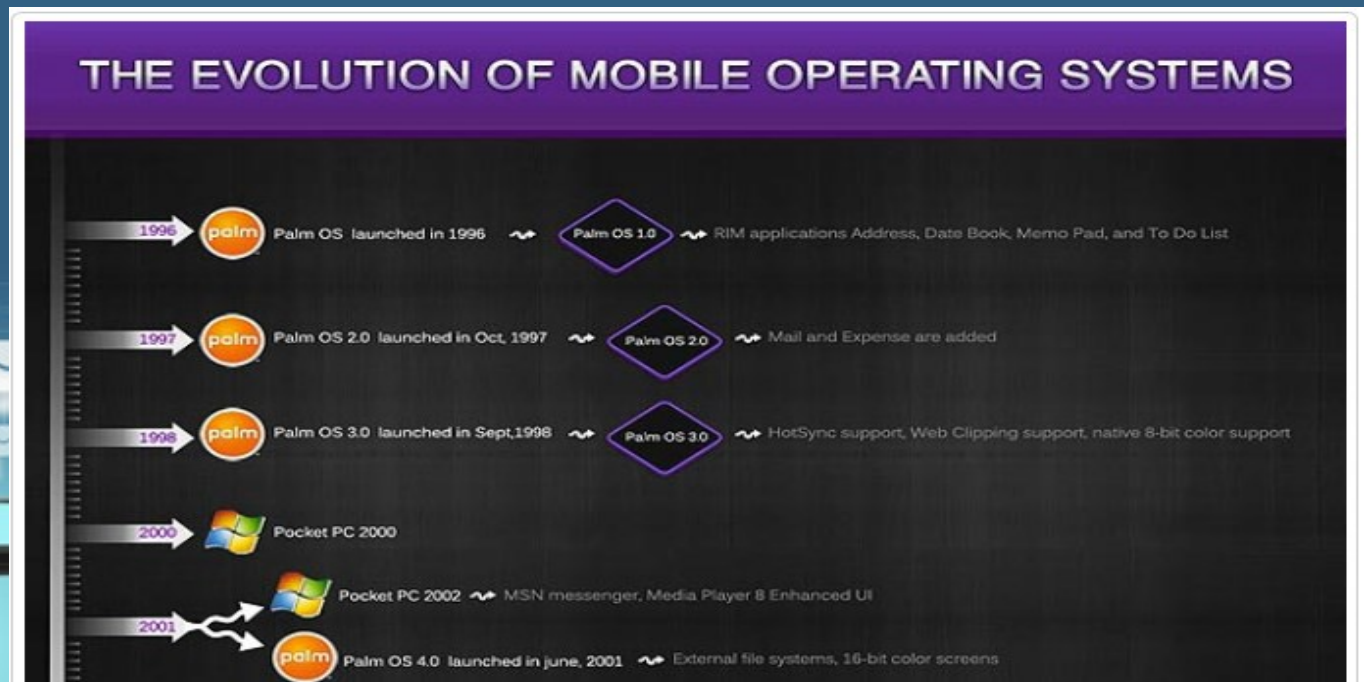 THE EVOLUTION OF MOBILE OPERATING SYSTEMS
1996 palm Palm OS launched in 1996 Palm OS 1.0 RIM applications Address, Date Book, Memo Pad, and To Do List
1997 palm Palm OS 2.0 launched in Oct, 1997 Palm OS 2.0 Mail and Expense are added
1998 palm Palm OS 3.0 launched in Sept,1998 Palm OS 3.0 HotSync support, Web Clipping support, native 8-bit color support
2000 Pocket PC 2000
Pocket PC 2002 MSN messenger, Media Player 8 Enhanced UI
2001
palm Palm OS 4.0 launched in june, 2001 External file systems, 16-bit color screens